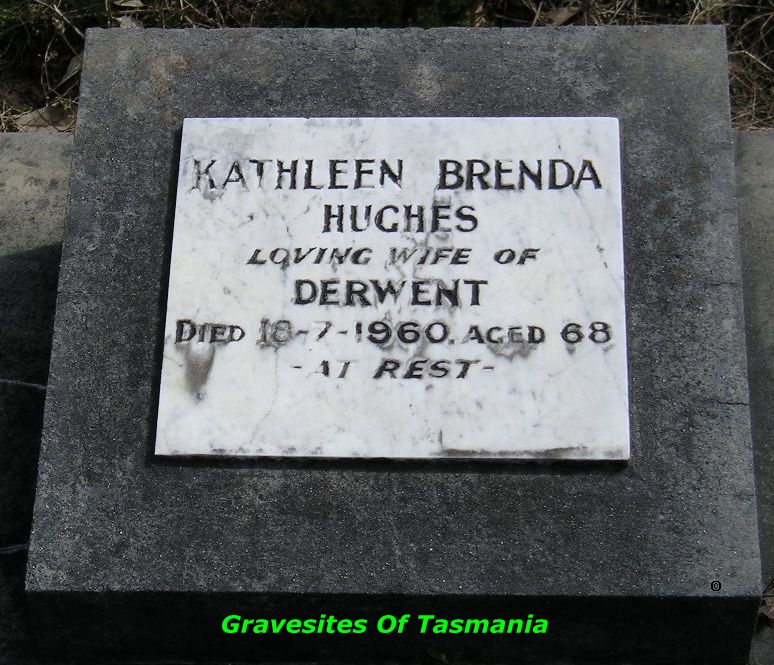 KATHLEEN BRENDA
HUGHES
LOVING WIFE OF
DERWENT
DIED 18-7-1960. AGED 68
-AT REST-
Gravesites Of Tasmania